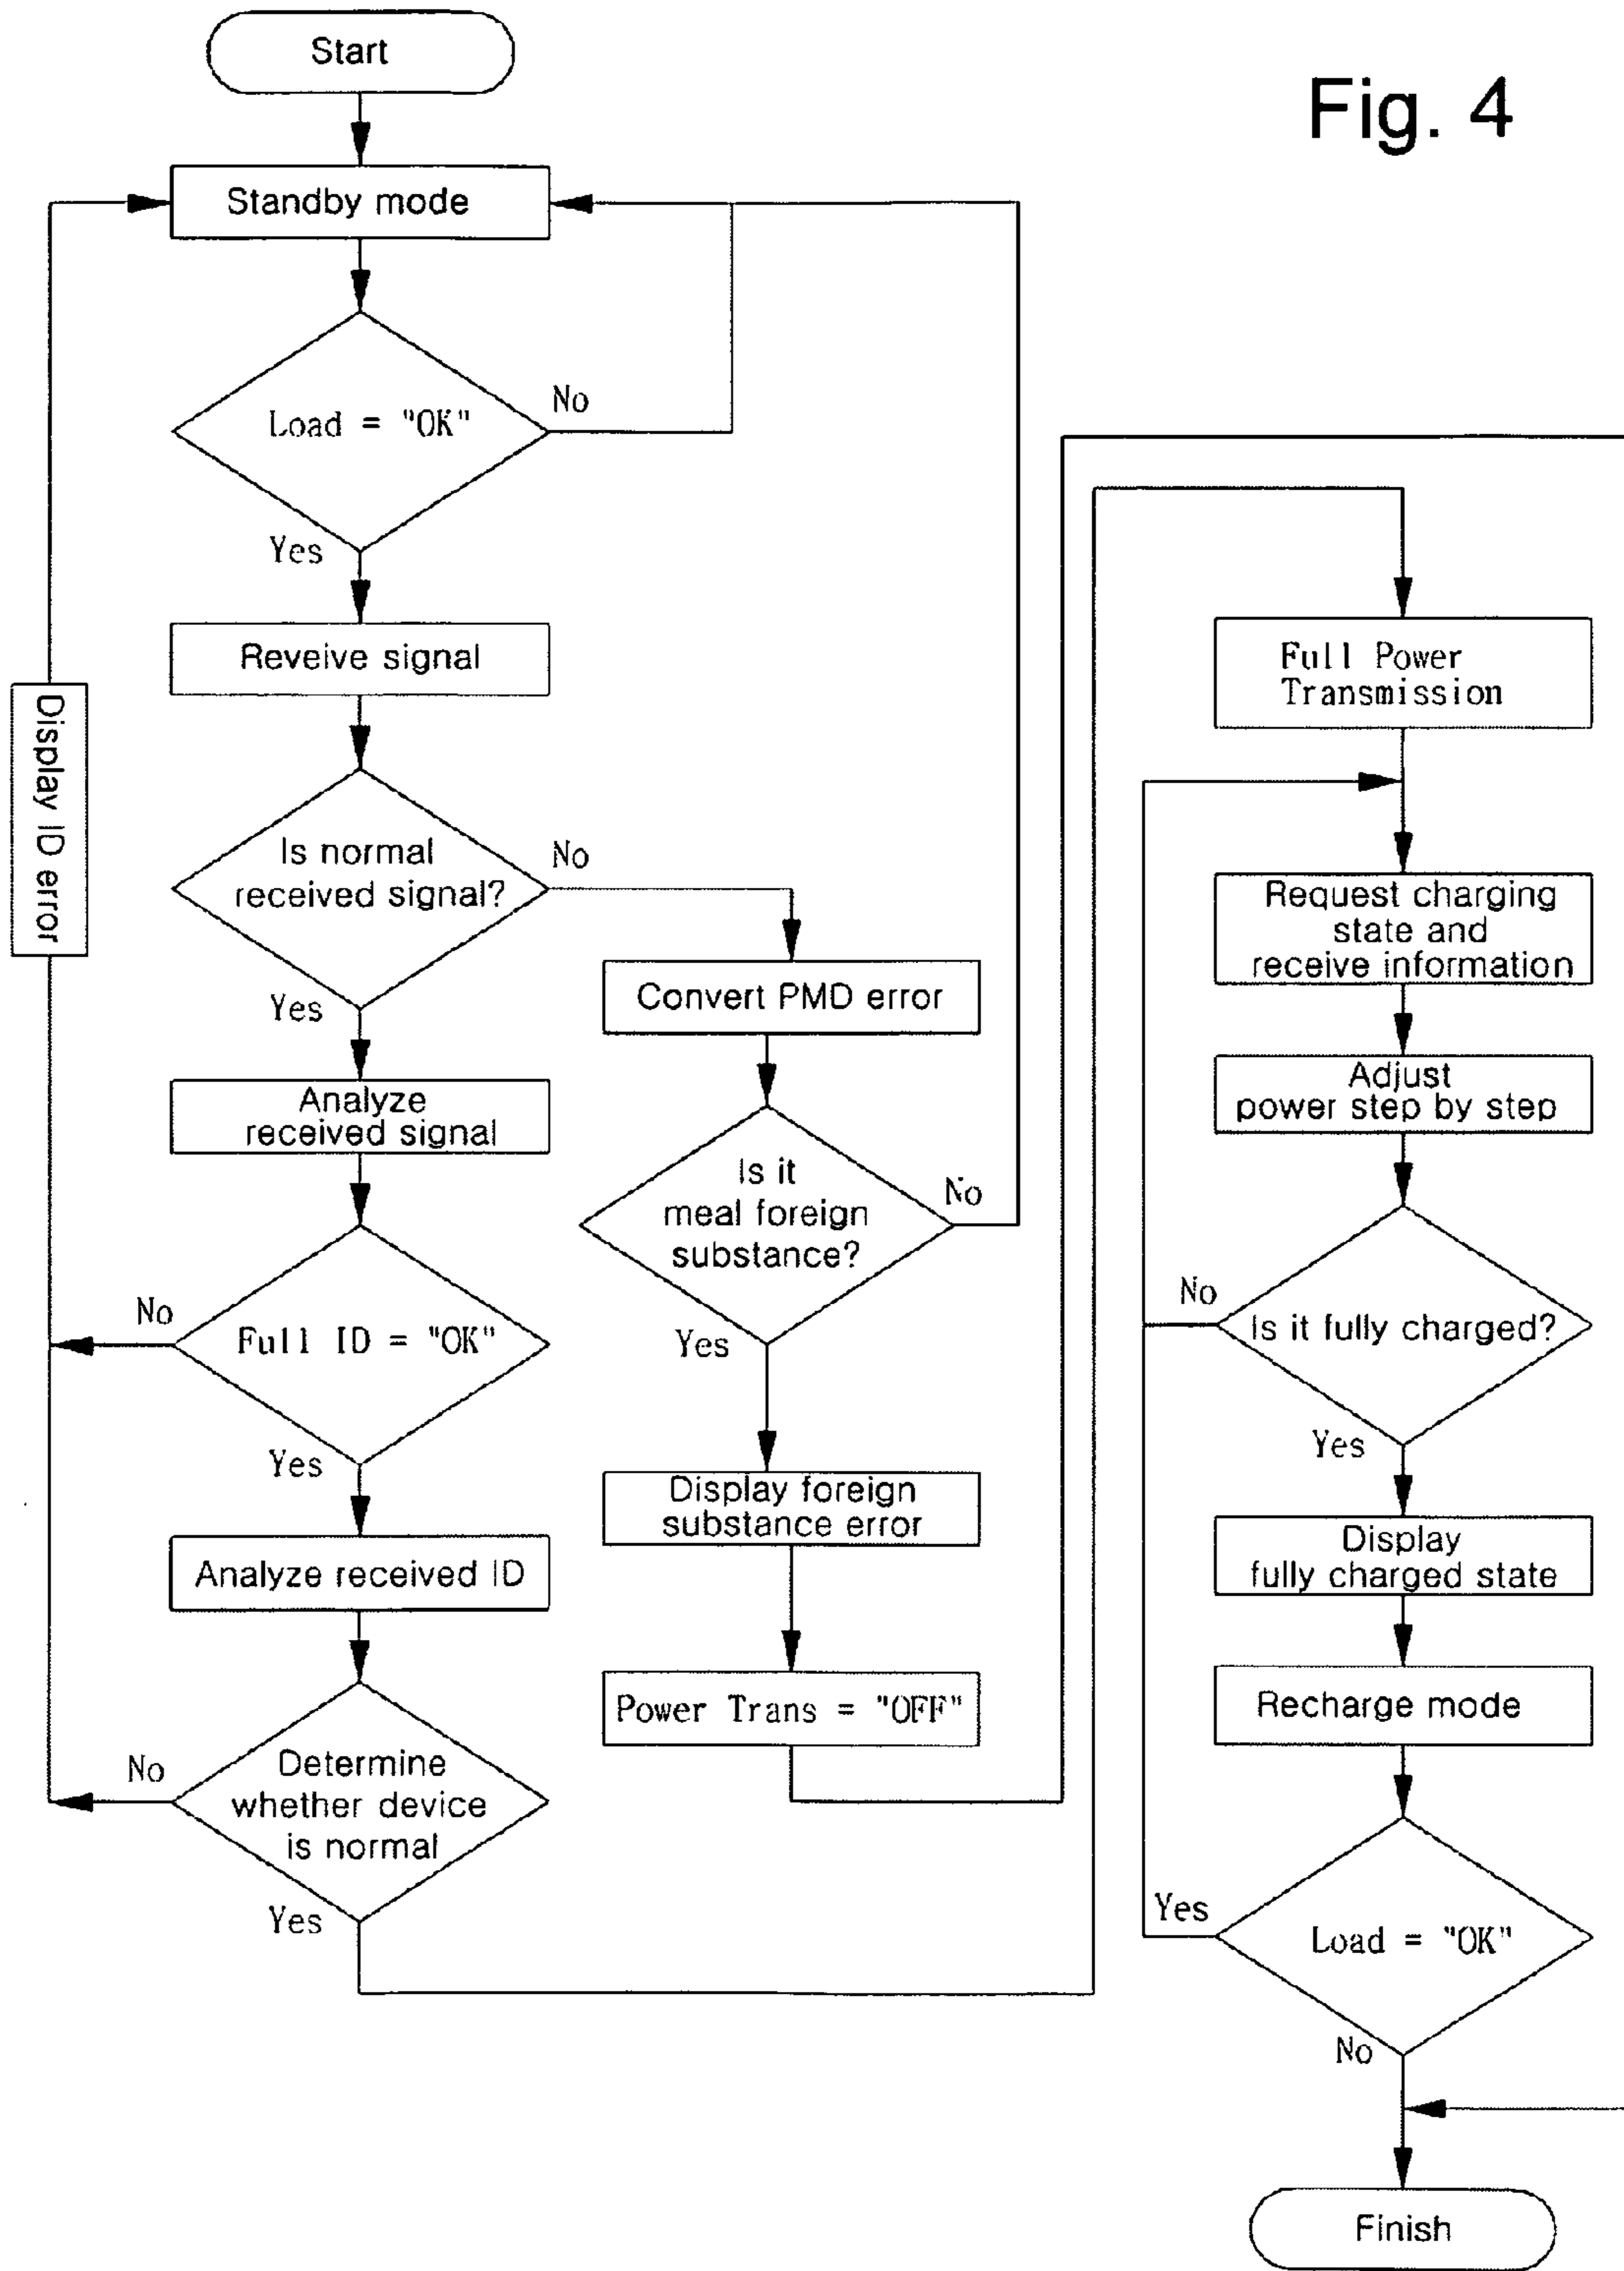 Fig. 4
Start
Standby mode
Load = "OK"
No
Yes
Reveive signal
Display ID error
Is normal
received signal?
No
Yes
Analyze
received signal
Full ID = "OK"
No
Yes
Analyze received ID
Determine
whether device
is normal
No
Yes
Convert PMD error
Is it
meal foreign
substance?
No
Yes
Display foreign
substance error
Power Trans = "OFF"
Full Power
Transmission
Request charging
state and
receive information
Adjust
power step by step
Is it fully charged?
No
Yes
Display
fully charged state
Recharge mode
Load = "OK"
Yes
No
Finish